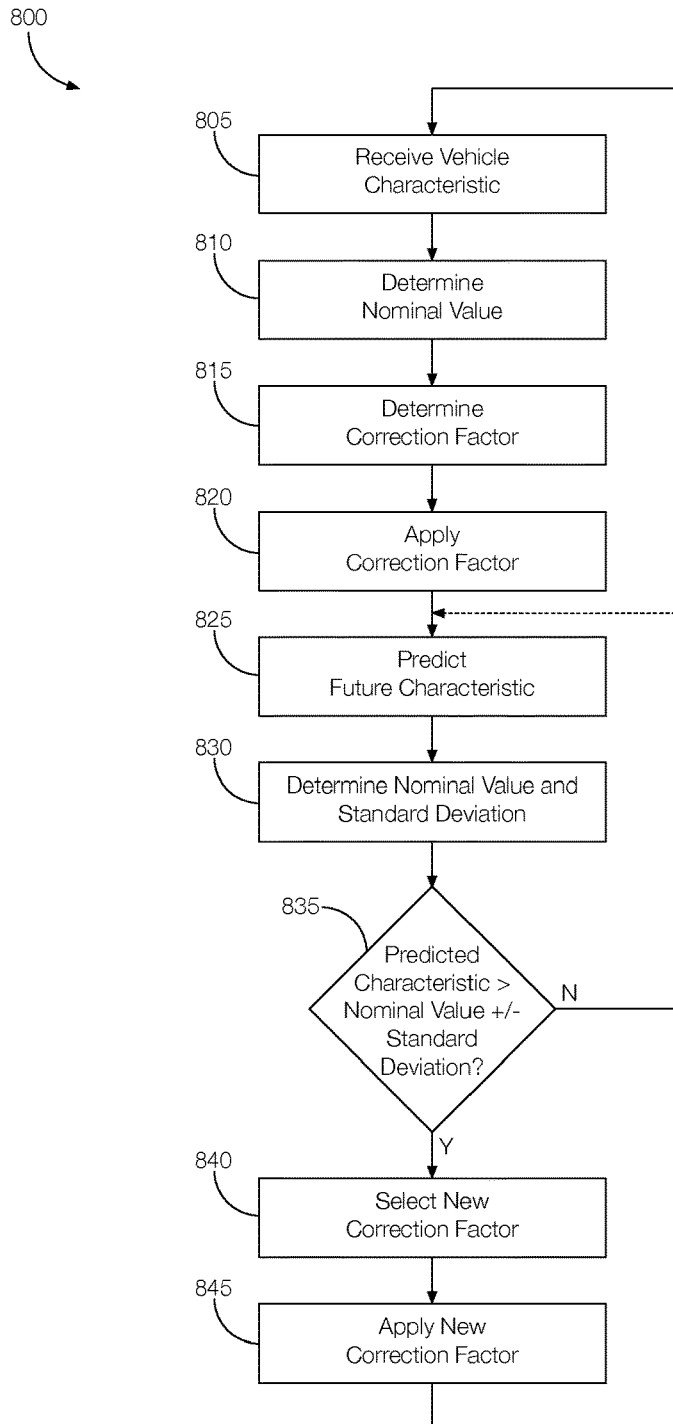 800
805
Receive Vehicle
Characteristic
810
Determine
Nominal Value
815
Determine
Correction Factor
820
Apply
Correction Factor
825
Predict
Future Characteristic
830
Determine Nominal Value and
Standard Deviation
835
Predicted
Characteristic >
Nominal Value +/-
Standard
Deviation?
N
Y
840
Select New
Correction Factor
845
Apply New
Correction Factor